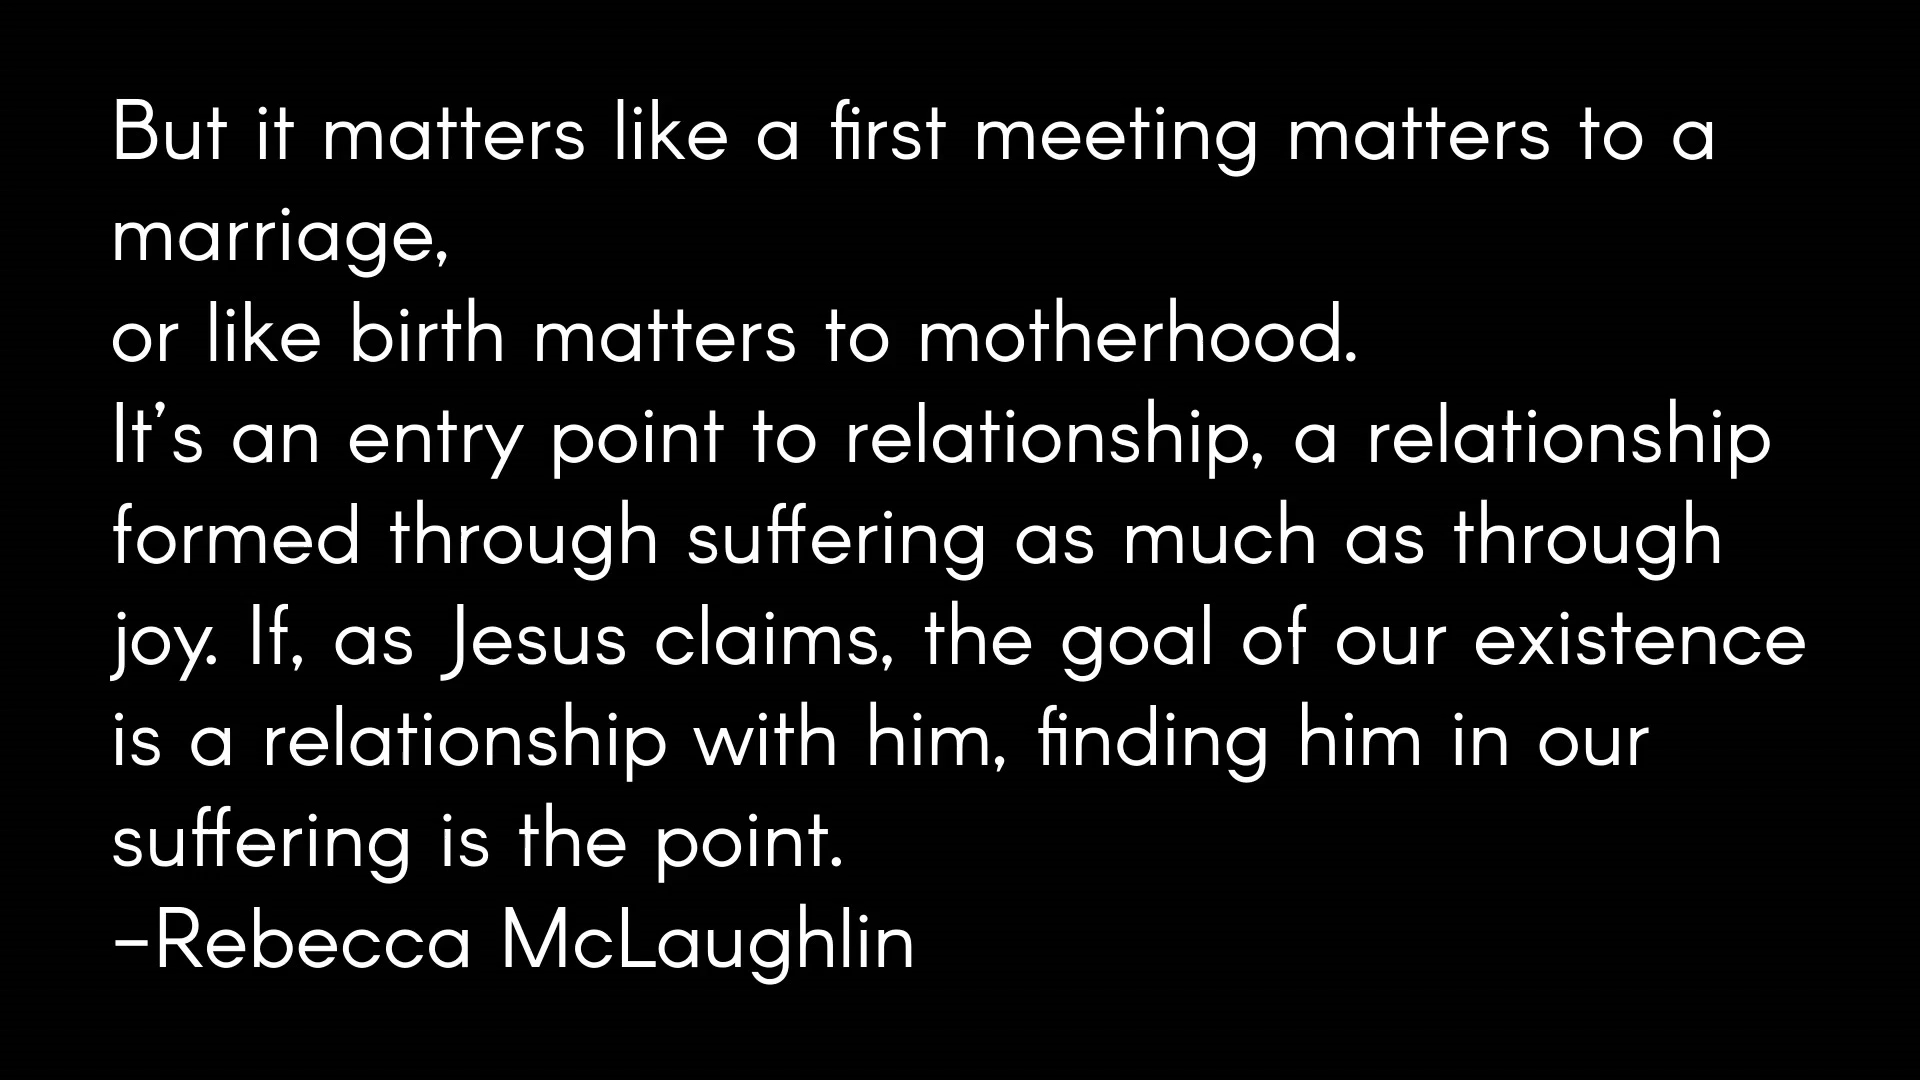 But it matters like a first meeting matters to a
marriage,
or like birth matters to motherhood.
It’s an entry point to relationship, a relationship
formed through suffering as much as through
joy. If, as Jesus claims, the goal of our existence
is a relationship with him, finding him in our
suffering is the point.
–Rebecca McLaughlin